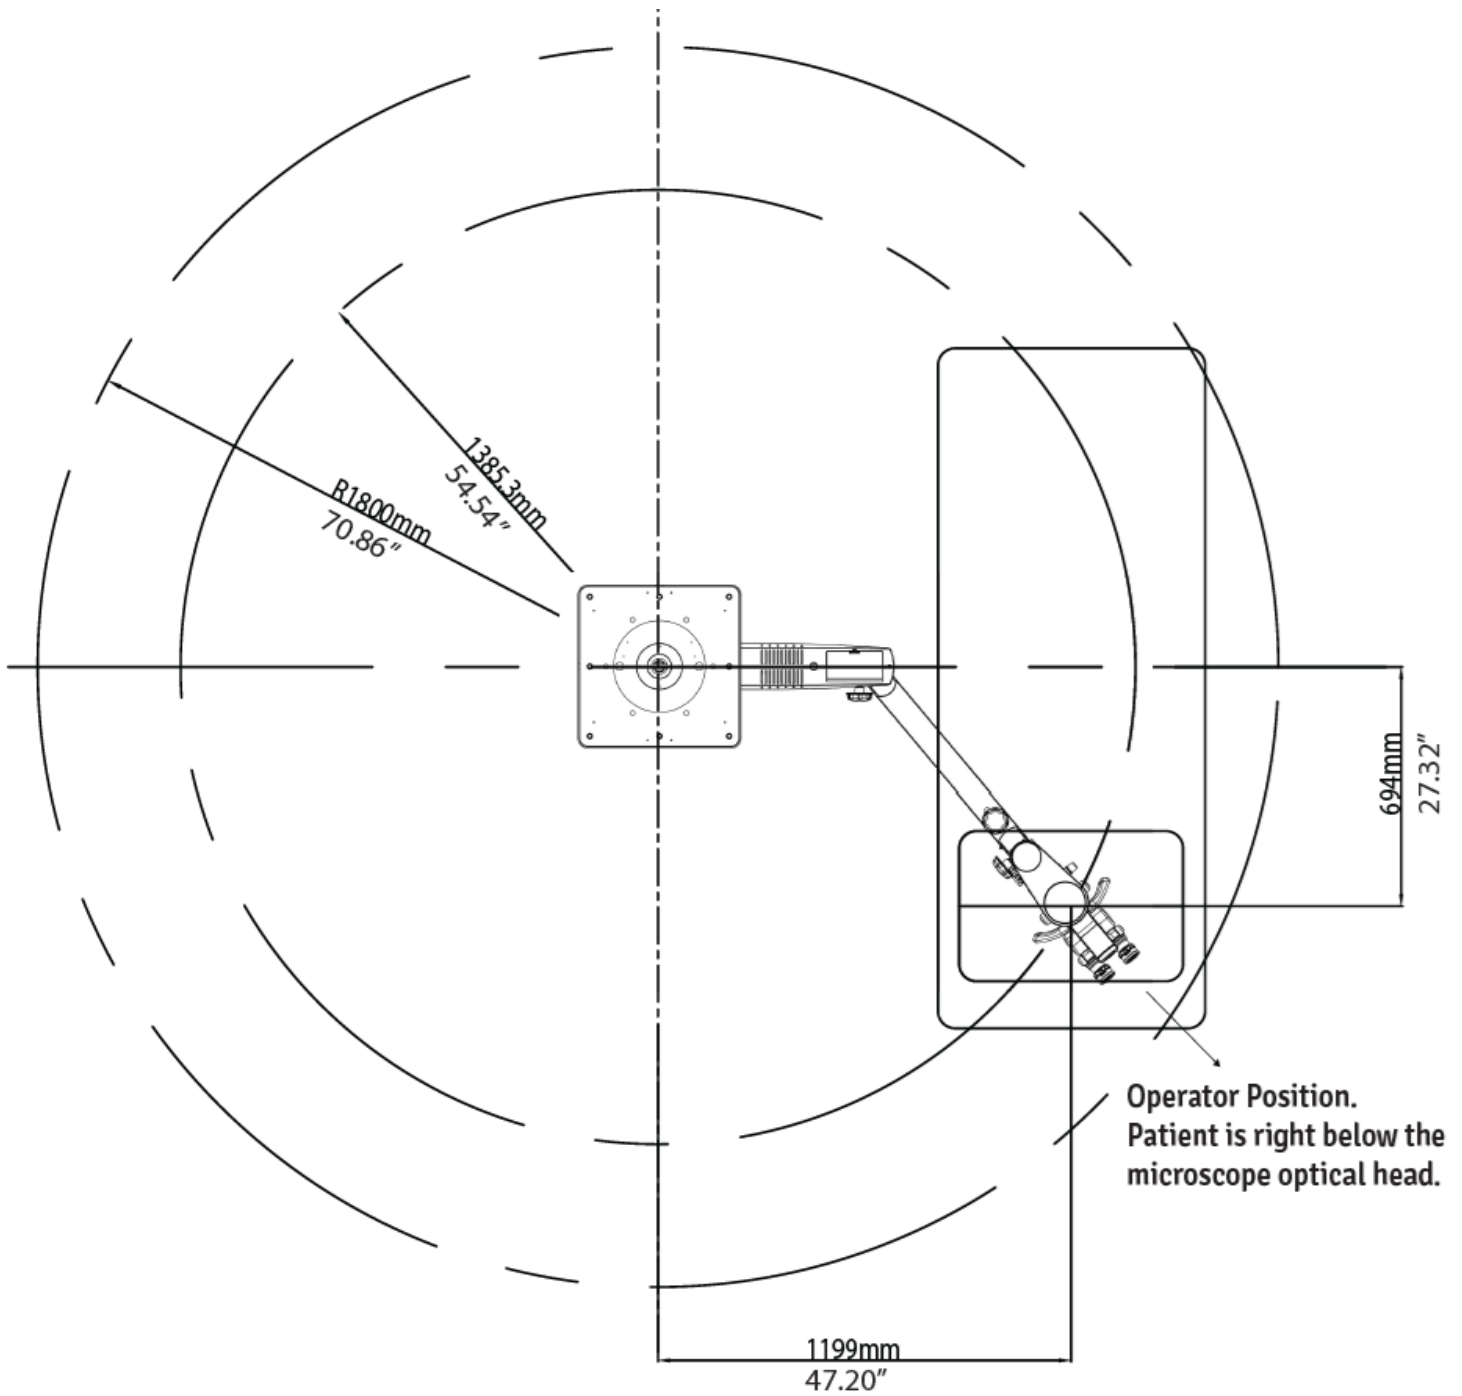 1385.3mm
54.54”
R1800mm
70.86”
694mm
27.32”
Operator Position.
Patient is right below the
microscope optical head.
1199mm
47.20”